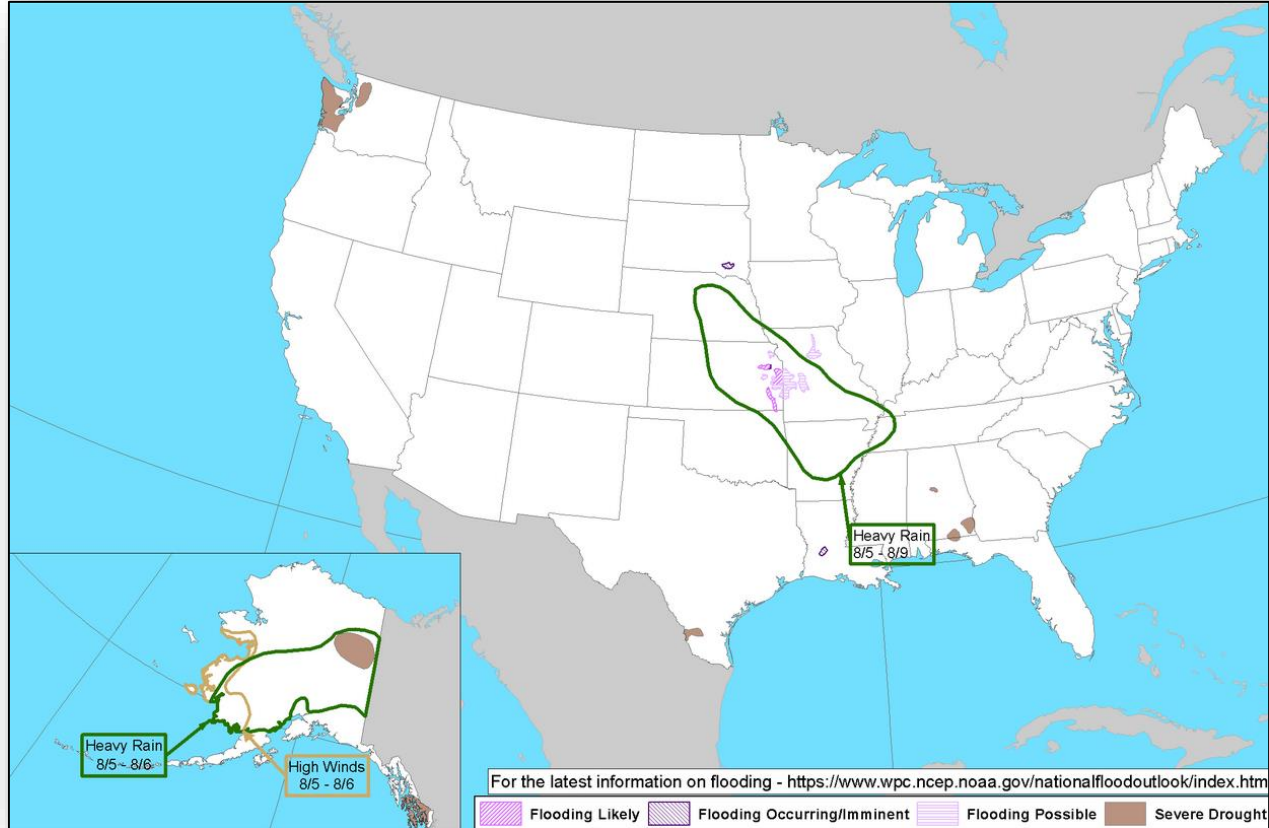 Heavy Rain
8/5 - 8/9
Heavy Rain
8/5 - 8/6
High Winds
8/5 - 8/6
For the latest information on flooding - https://www.wpc.ncep.noaa.gov/nationalfloodoutlook/index.htm
Flooding Likely
Flooding Occurring/Imminent
Flooding Possible
Severe Drought